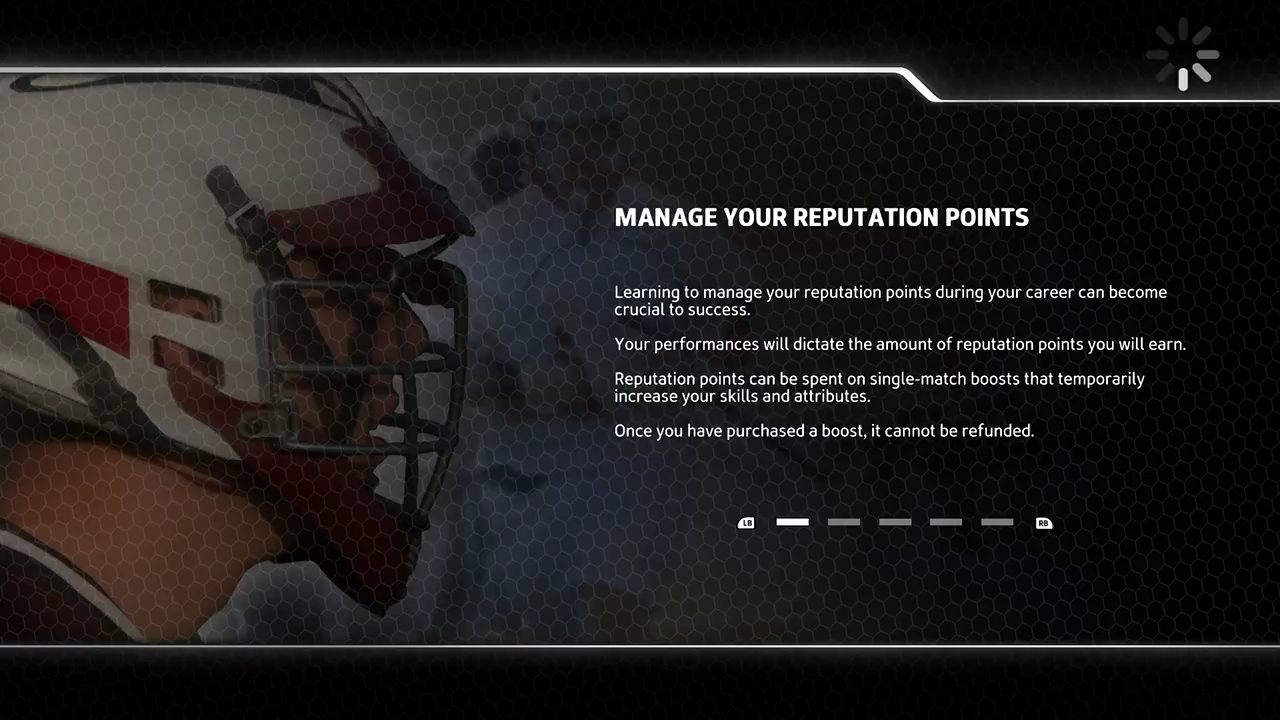 MANAGE YOUR REPUTATION POINTS
Learning to manage your reputation points during your career can become
crucial to success.
Your performances will dictate the amount of reputation points you will earn.
Reputation points can be spent on single-match boosts that temporarily
increase your skills and attributes.
Once you have purchased a boost, it cannot be refunded.
LB RB